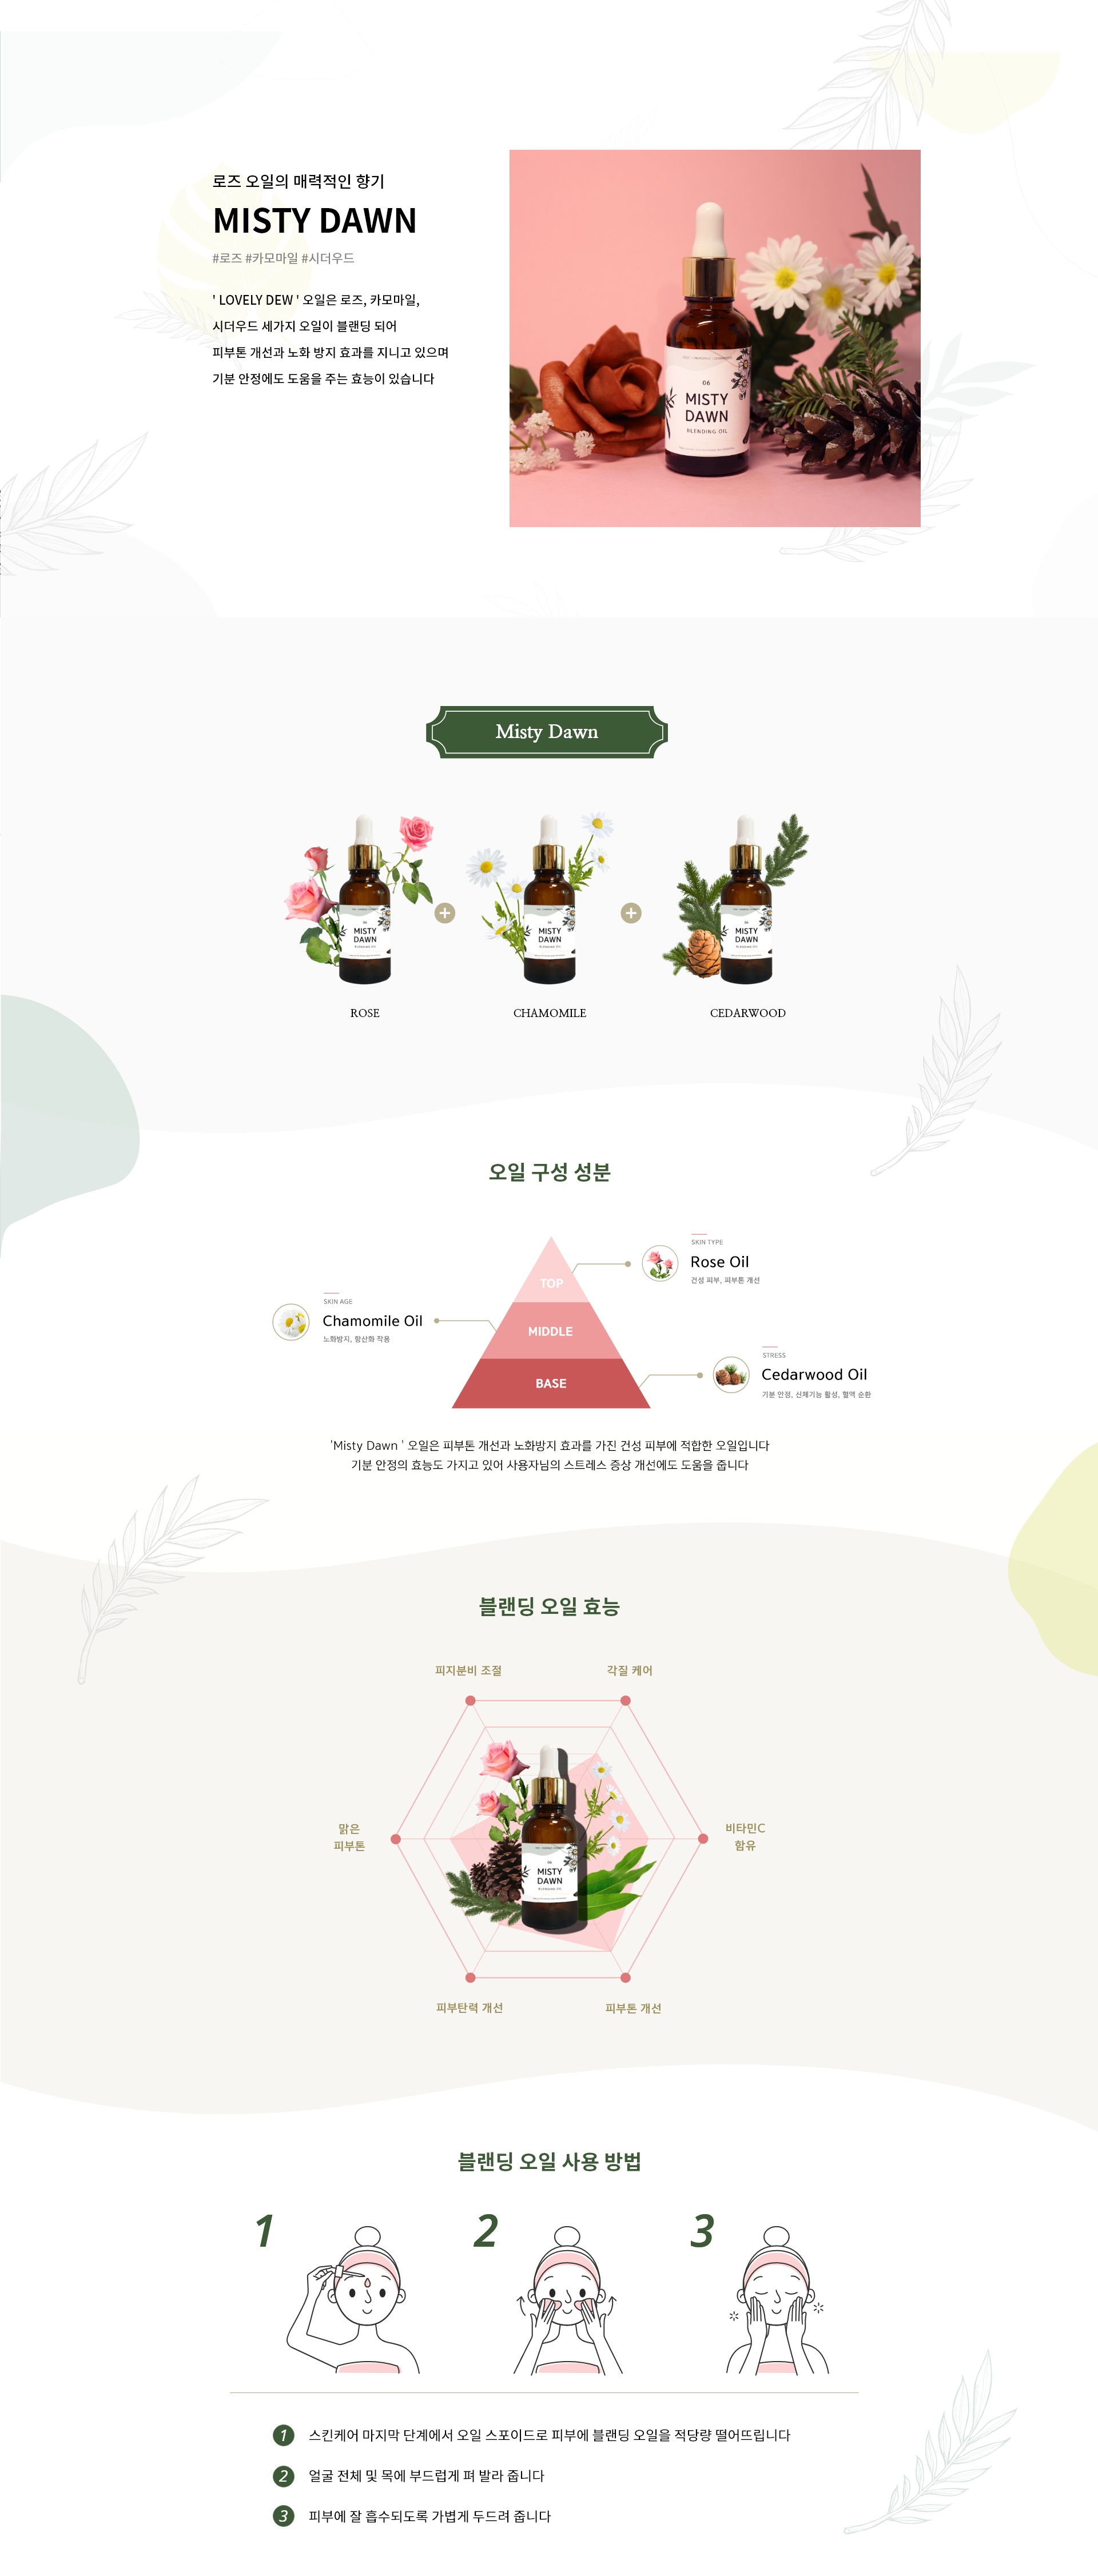 로즈 오일의 매력적인 향기
MISTY DAWN
#로즈 #카모마일 #시더우드
' LOVELY DEW ' 오일은 로즈, 카모마일,
시더우드 세가지 오일이 블랜딩 되어
피부톤 개선과 노화 방지 효과를 지니고 있으며
기분 안정에도 도움을 주는 효능이 있습니다
06
MISTY
DAWN
BLENDING OIL
Misty Dawn
MISTY
DAWN
BLENDING OIL
MISTY
DAWN
BLENDING OIL
MISTY
DAWN
BLENDING OIL
ROSE
CHAMOMILE
CEDARWOOD
오일 구성 성분
TOP
MIDDLE
BASE
SKIN TYPE
Rose Oil
건성 피부, 피부톤 개선
SKIN AGE
Chamomile Oil
노화방지, 항산화 작용
STRESS
Cedarwood Oil
기분 안정, 신체기능 활성, 혈액 순환
'Misty Dawn ' 오일은 피부톤 개선과 노화방지 효과를 가진 건성 피부에 적합한 오일입니다
기분 안정의 효능도 가지고 있어 사용자님의 스트레스 증상 개선에도 도움을 줍니다
블랜딩 오일 효능
피지분비 조절
각질 케어
맑은
피부톤
비타민C
함유
MISTY
DAWN
BLENDING OIL
피부탄력 개선
피부톤 개선
블랜딩 오일 사용 방법
1
2
3
1 스킨케어 마지막 단계에서 오일 스포이드로 피부에 블랜딩 오일을 적당량 떨어뜨립니다
2 얼굴 전체 및 목에 부드럽게 펴 발라 줍니다
3 피부에 잘 흡수되도록 가볍게 두드려 줍니다